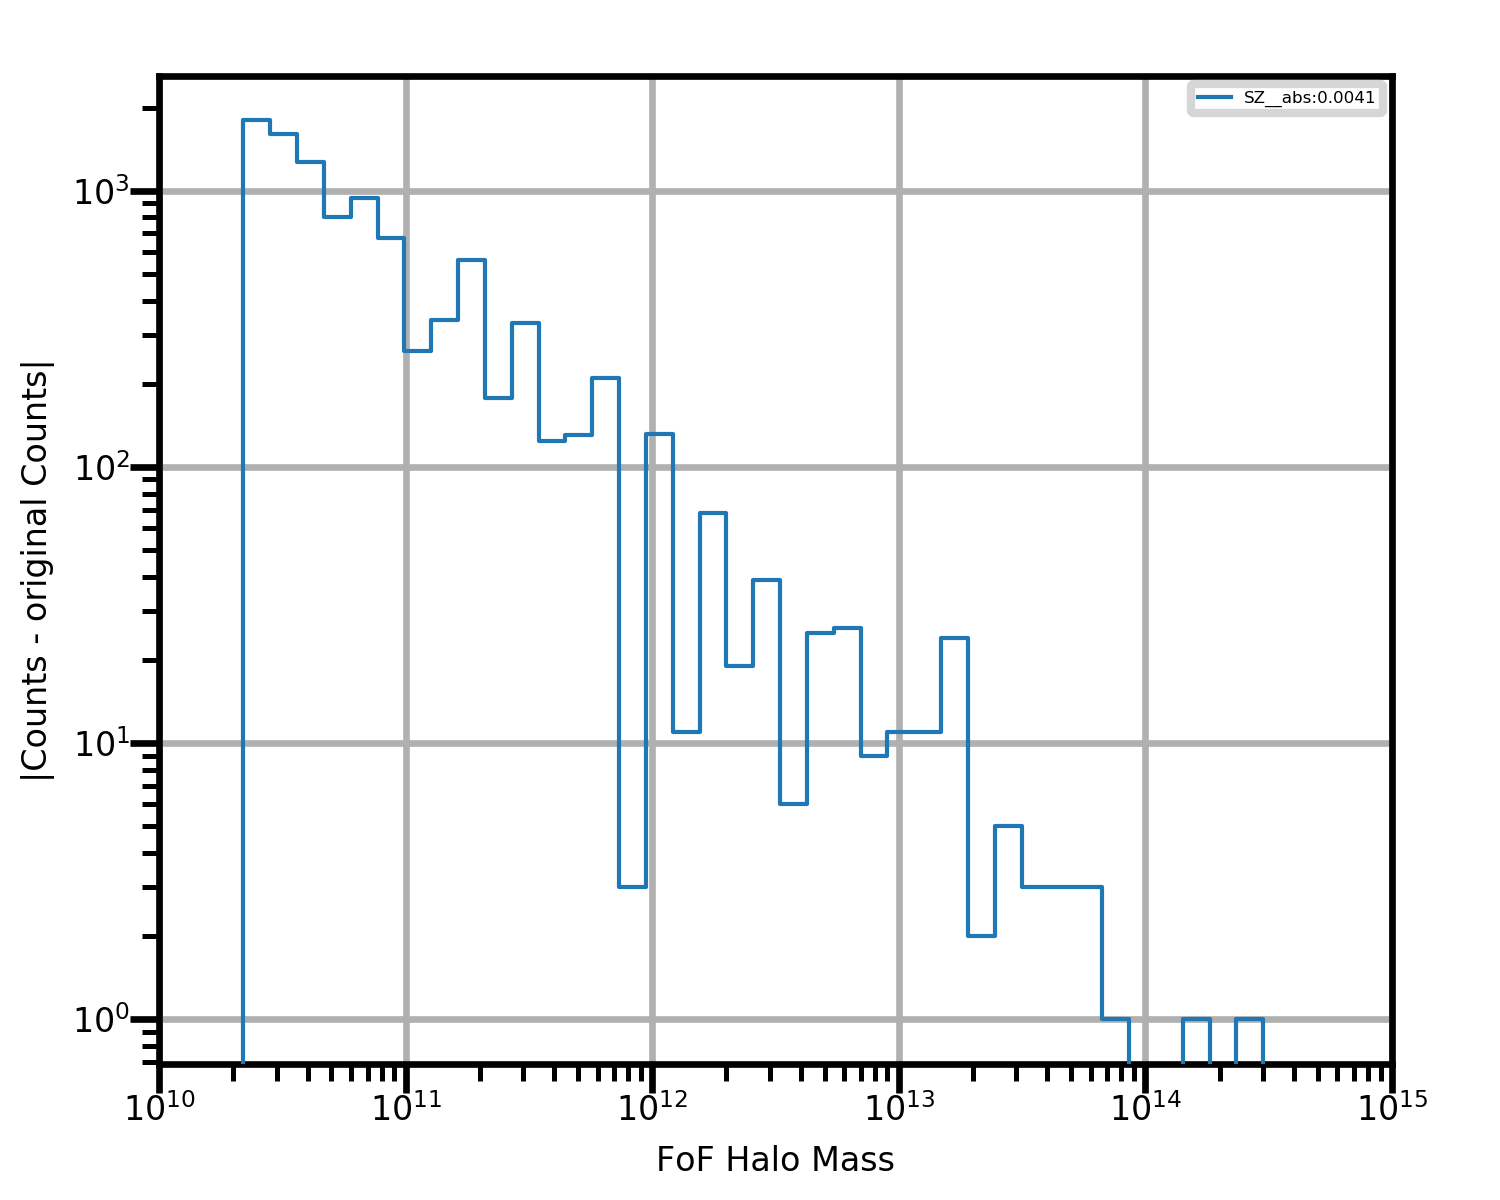 SZ__abs:0.0041
10³
10²
10¹
10⁰
|Counts - original Counts|
10¹⁰ 10¹¹ 10¹² 10¹³ 10¹⁴ 10¹⁵
FoF Halo Mass